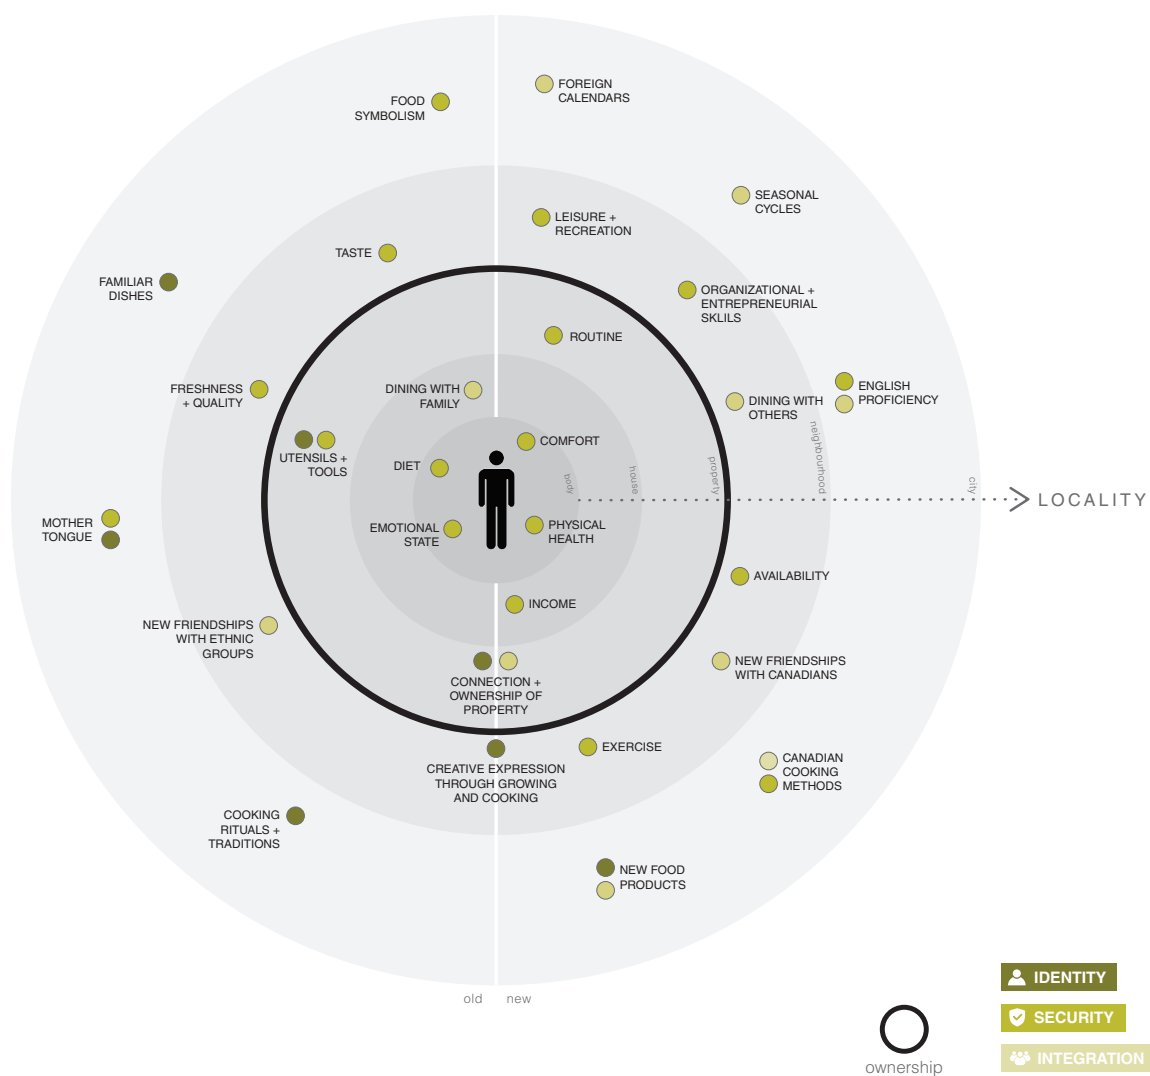 FOREIGN
CALENDARS
FOOD
SYMBOLISM
SEASONAL
CYCLES
LEISURE +
RECREATION
TASTE
FAMILIAR
DISHES
ORGANIZATIONAL +
ENTREPRENEURIAL
SKLILS
ROUTINE
FRESHNESS
+ QUALITY
DINING WITH
FAMILY
DINING WITH
OTHERS
ENGLISH
PROFICIENCY
UTENSILS +
TOOLS
DIET
COMFORT
body
house
property
neighbourhood
city
LOCALITY
MOTHER
TONGUE
EMOTIONAL
STATE
PHYSICAL
HEALTH
AVAILABILITY
INCOME
NEW FRIENDSHIPS
WITH ETHNIC
GROUPS
NEW FRIENDSHIPS
WITH CANADIANS
CONNECTION +
OWNERSHIP OF
PROPERTY
EXERCISE
CREATIVE EXPRESSION
THROUGH GROWING
AND COOKING
CANADIAN
COOKING
METHODS
COOKING
RITUALS +
TRADITIONS
NEW FOOD
PRODUCTS
old
new
IDENTITY
SECURITY
INTEGRATION
ownership